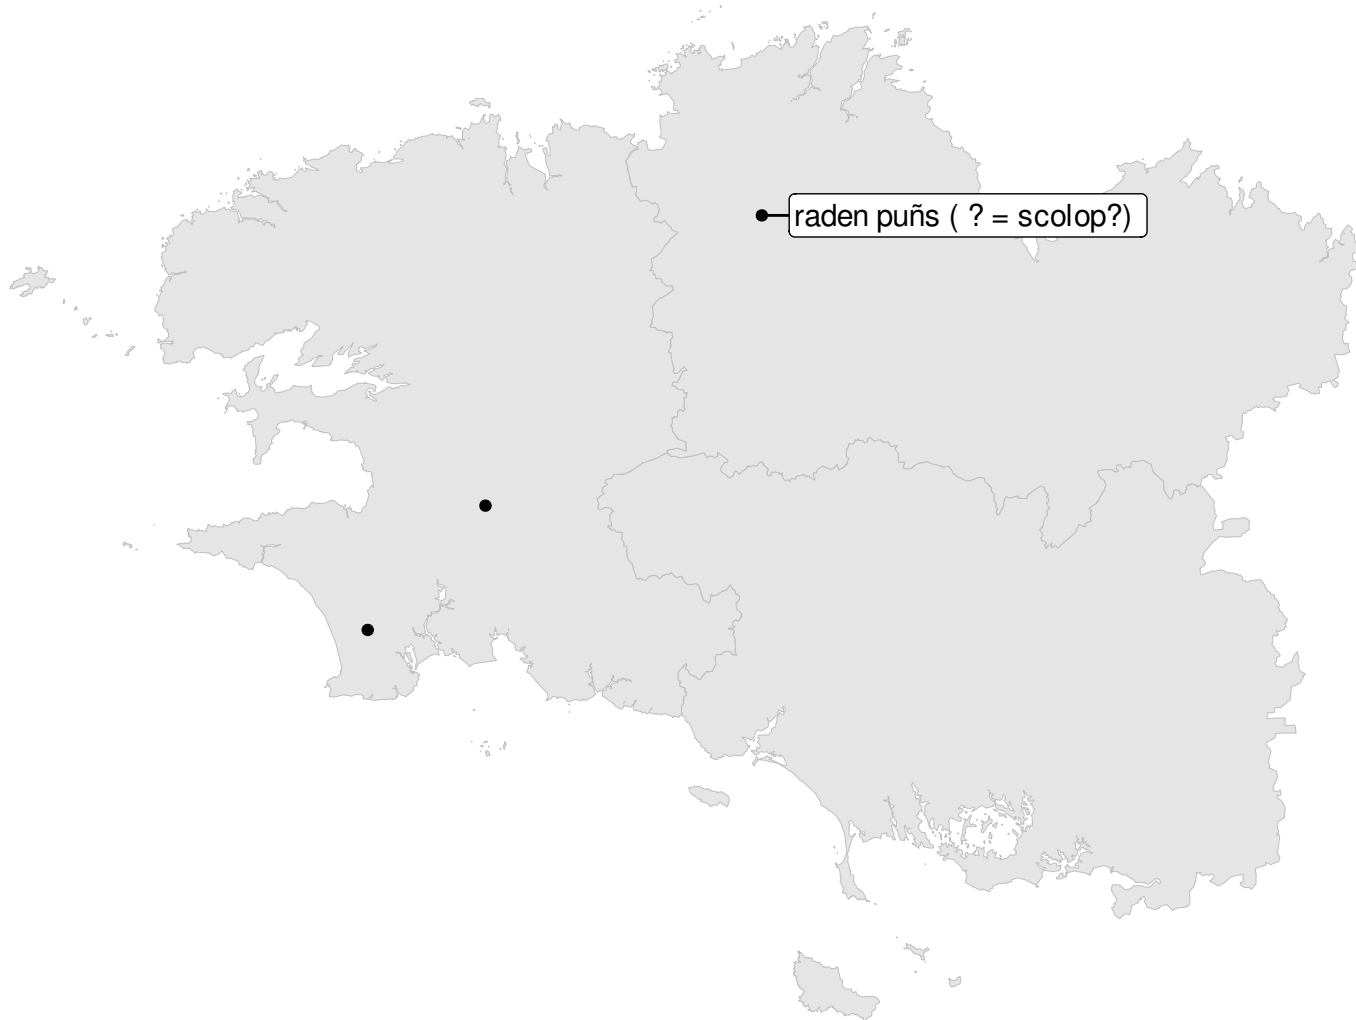 raden puñs ( ? = scolop?)